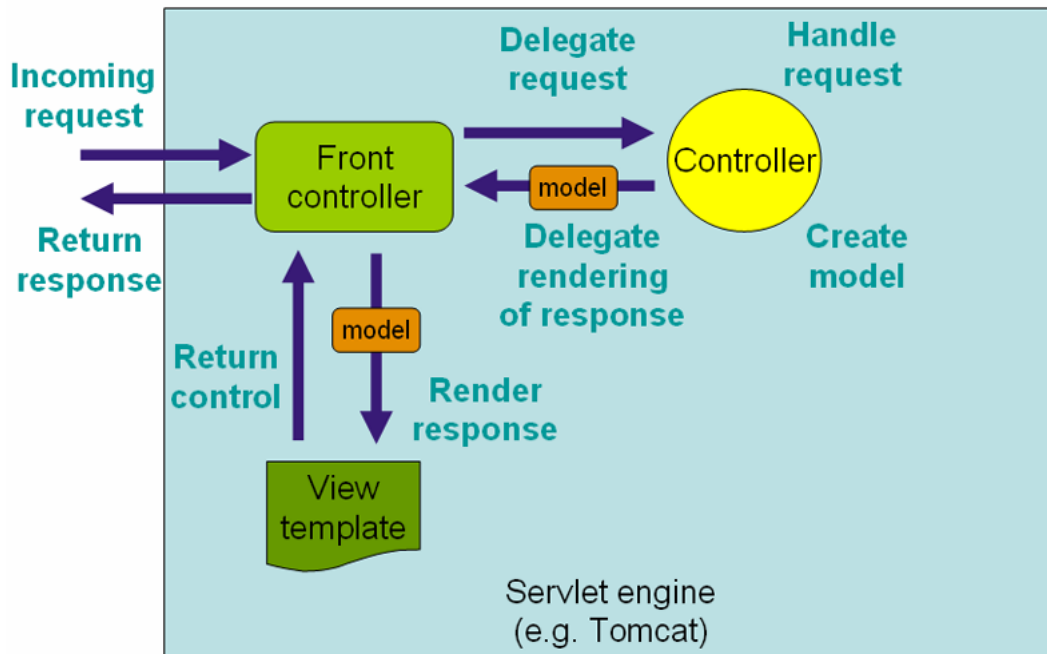 Incoming
request
Delegate
request
Handle
request
Front
controller
Controller
model
Return
response
Delegate
rendering
of response
Create
model
model
Return
control
Render
response
View
template
Servlet engine
(e.g. Tomcat)